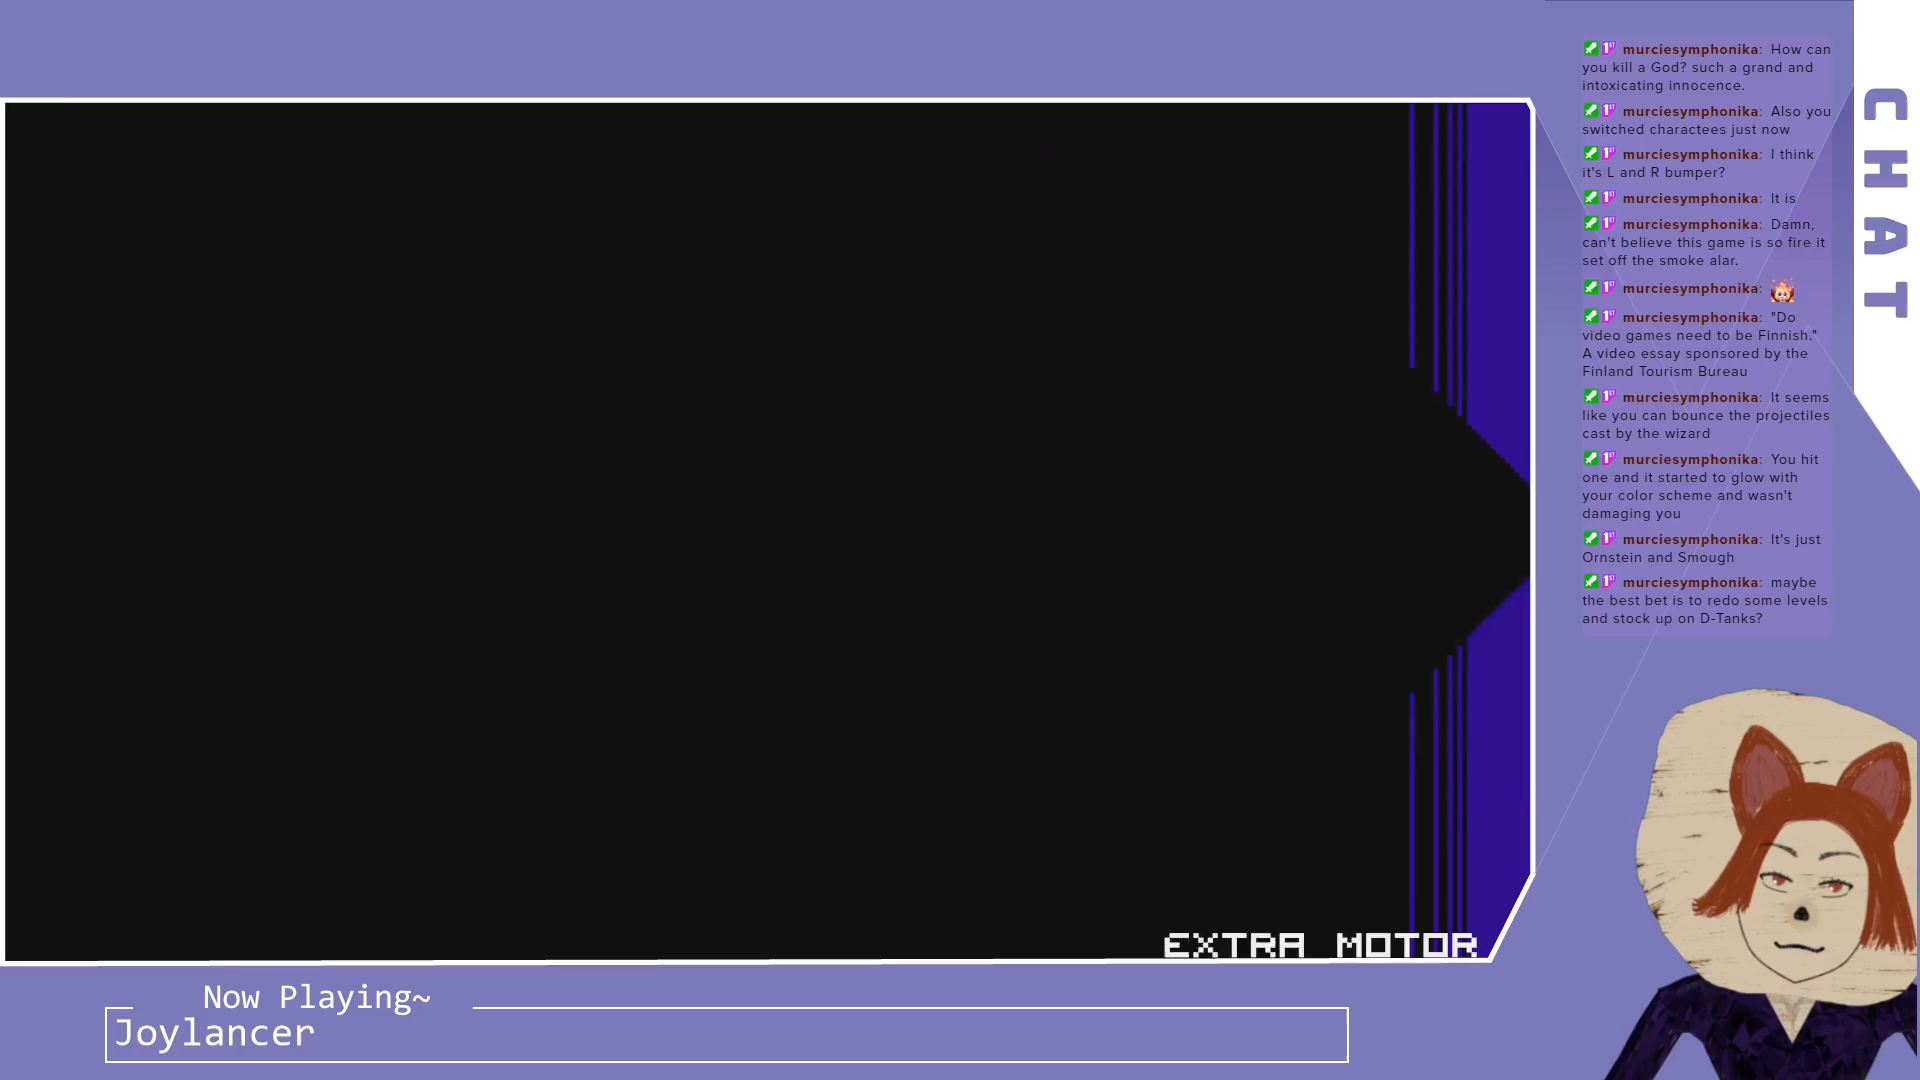 murciesymphonika: How can
you kill a God? such a grand and
intoxicating innocence.
murciesymphonika: Also you
switched charactees just now
murciesymphonika: I think
it's L and R bumper?
murciesymphonika: It is
murciesymphonika: Damn,
can't believe this game is so fire it
set off the smoke alar.
murciesymphonika:
murciesymphonika: "Do
video games need to be Finnish."
A video essay sponsored by the
Finland Tourism Bureau
murciesymphonika: It seems
like you can bounce the projectiles
cast by the wizard
murciesymphonika: You hit
one and it started to glow with
your color scheme and wasn't
damaging you
murciesymphonika: It's just
Ornstein and Smough
murciesymphonika: maybe
the best bet is to redo some levels
and stock up on D-Tanks?
CHAT
EXTRA MOTOR
Now Playing~
Joylancer